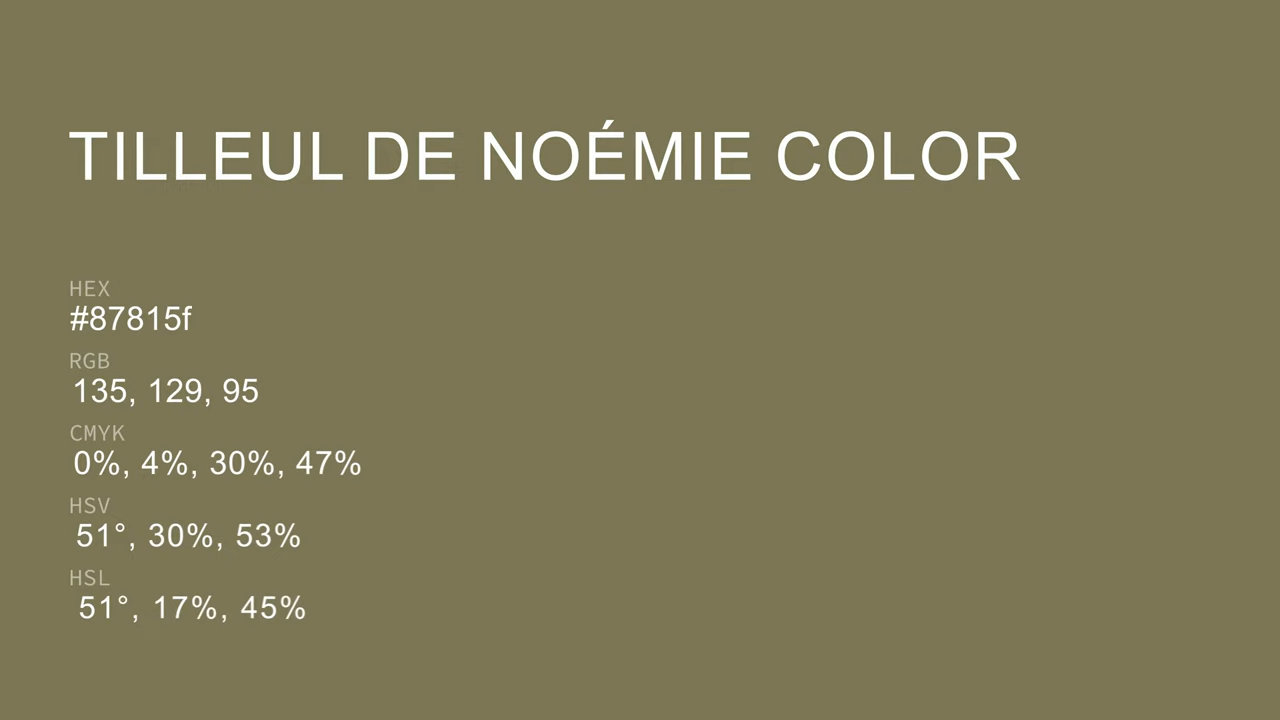 TILLEUL DE NOÉMIE COLOR
HEX
#87815f
RGB
135, 129, 95
CMYK
0%, 4%, 30%, 47%
HSV
51°, 30%, 53%
HSL
51°, 17%, 45%